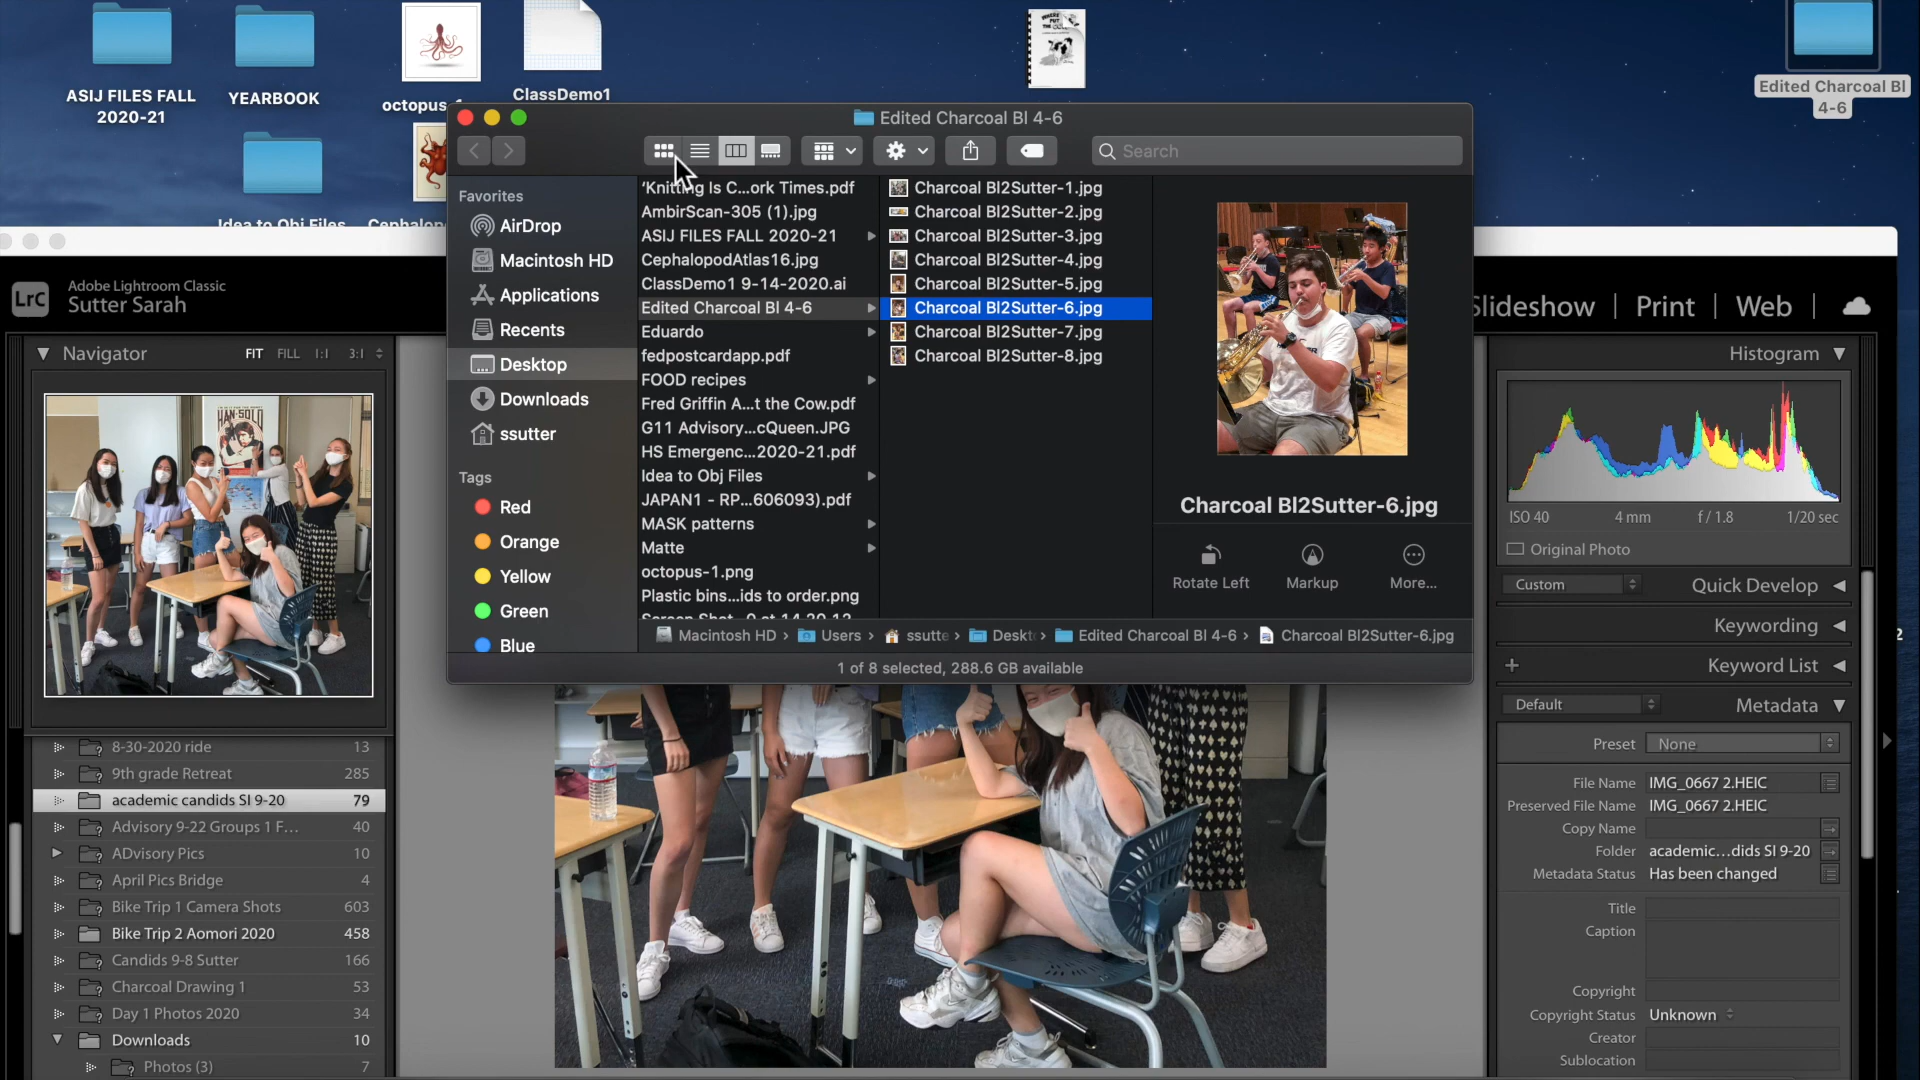 ASIJ FILES FALL
2020-21
YEARBOOK
octopus-1
ClassDemo1
Edited Charcoal Bl
4-6
Idea to Obj Files
Cephalop
Edited Charcoal Bl 4-6
Search
Favorites
AirDrop
Macintosh HD
Applications
Recents
Desktop
Downloads
ssutter
Tags
Red
Orange
Yellow
Green
Blue
'Knitting Is C...ork Times.pdf
AmbirScan-305 (1).jpg
ASIJ FILES FALL 2020-21
CephalopodAtlas16.jpg
ClassDemo1 9-14-2020.ai
Edited Charcoal Bl 4-6
Eduardo
fedpostcardapp.pdf
FOOD recipes
Fred Griffin A...t the Cow.pdf
G11 Advisory...cQueen.JPG
HS Emergenc...2020-21.pdf
Idea to Obj Files
JAPAN1 - RP...606093).pdf
MASK patterns
Matte
octopus-1.png
Plastic bins...ids to order.png
Charcoal Bl2Sutter-1.jpg
Charcoal Bl2Sutter-2.jpg
Charcoal Bl2Sutter-3.jpg
Charcoal Bl2Sutter-4.jpg
Charcoal Bl2Sutter-5.jpg
Charcoal Bl2Sutter-6.jpg
Charcoal Bl2Sutter-7.jpg
Charcoal Bl2Sutter-8.jpg
Charcoal Bl2Sutter-6.jpg
Rotate Left
Markup
More...
Macintosh HD › Users › ssutte › Deskt › Edited Charcoal Bl 4-6 › Charcoal Bl2Sutter-6.jpg
1 of 8 selected, 288.6 GB available
LrC
Adobe Lightroom Classic
Sutter Sarah
Slideshow | Print | Web
Navigator FIT FILL 1:1 3:1
HAN·SOLO
8-30-2020 ride 13
9th grade Retreat 285
academic candids SI 9-20 79
Advisory 9-22 Groups 1 F... 40
ADvisory Pics 10
April Pics Bridge 4
Bike Trip 1 Camera Shots 603
Bike Trip 2 Aomori 2020 458
Candids 9-8 Sutter 166
Charcoal Drawing 1 53
Day 1 Photos 2020 34
Downloads 10
Photos (3) 7
Histogram
ISO 40 4 mm f / 1.8 1/20 sec
Original Photo
Custom Quick Develop
Keywording
+ Keyword List
Default Metadata
Preset None
File Name IMG_0667 2.HEIC
Preserved File Name IMG_0667 2.HEIC
Copy Name
Folder academic...dids SI 9-20
Metadata Status Has been changed
Title
Caption
Copyright
Copyright Status Unknown
Creator
Sublocation